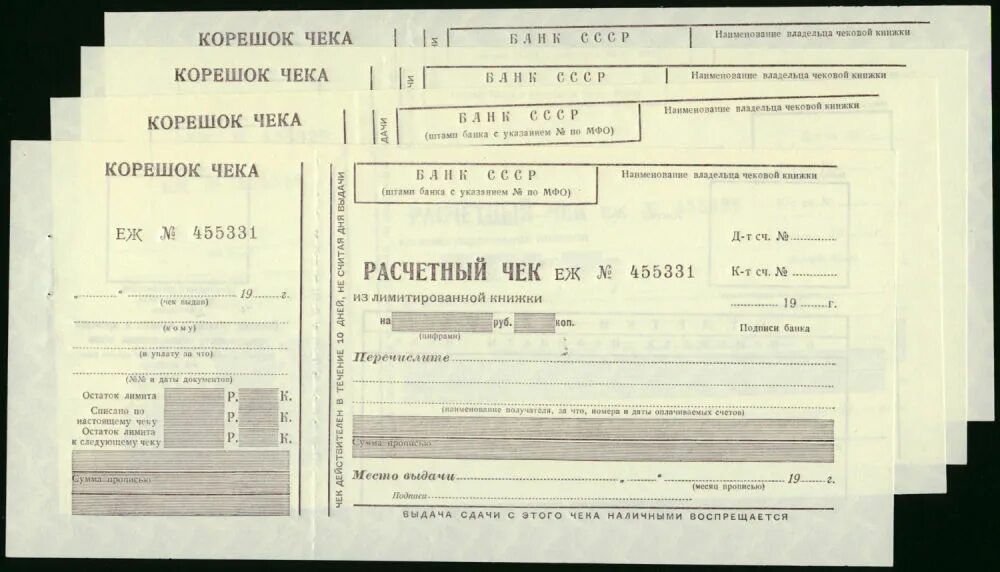 КОРЕШОК ЧЕКА
БАНК СССР
Наименование владельца чековой книжки
КОРЕШОК ЧЕКА
БАНК СССР
Наименование владельца чековой книжки
КОРЕШОК ЧЕКА
ДАЧИ
БАНК СССР
(штамп банка с указанием № по МФО)
Наименование владельца чековой книжки
КОРЕШОК ЧЕКА
ЕЖ № 455331
„ “ 19 г.
(чек выдан)
(кому)
(в уплату за что)
(№№ и даты документов)
Остаток лимита Р. К.
Списано по
настоящему чеку Р. К.
Остаток лимита
к следующему чеку Р. К.
Сумма прописью
ЧЕК ДЕЙСТВИТЕЛЕН В ТЕЧЕНИЕ 10 ДНЕЙ, НЕ СЧИТАЯ ДНЯ ВЫДАЧИ
БАНК СССР
(штамп банка с указанием № по МФО)
Наименование владельца чековой книжки
Д-т сч. №
РАСЧЕТНЫЙ ЧЕК ЕЖ № 455331
К-т сч. №
из лимитированной книжки
19 г.
на руб. коп.
(цифрами)
Подписи банка
Перечислите
(наименование получателя, за что, номера и даты оплачиваемых счетов)
Сумма прописью
Место выдачи „ “ 19 г.
(месяц прописью)
Подписи
ВЫДАЧА СДАЧИ С ЭТОГО ЧЕКА НАЛИЧНЫМИ ВОСПРЕЩАЕТСЯ